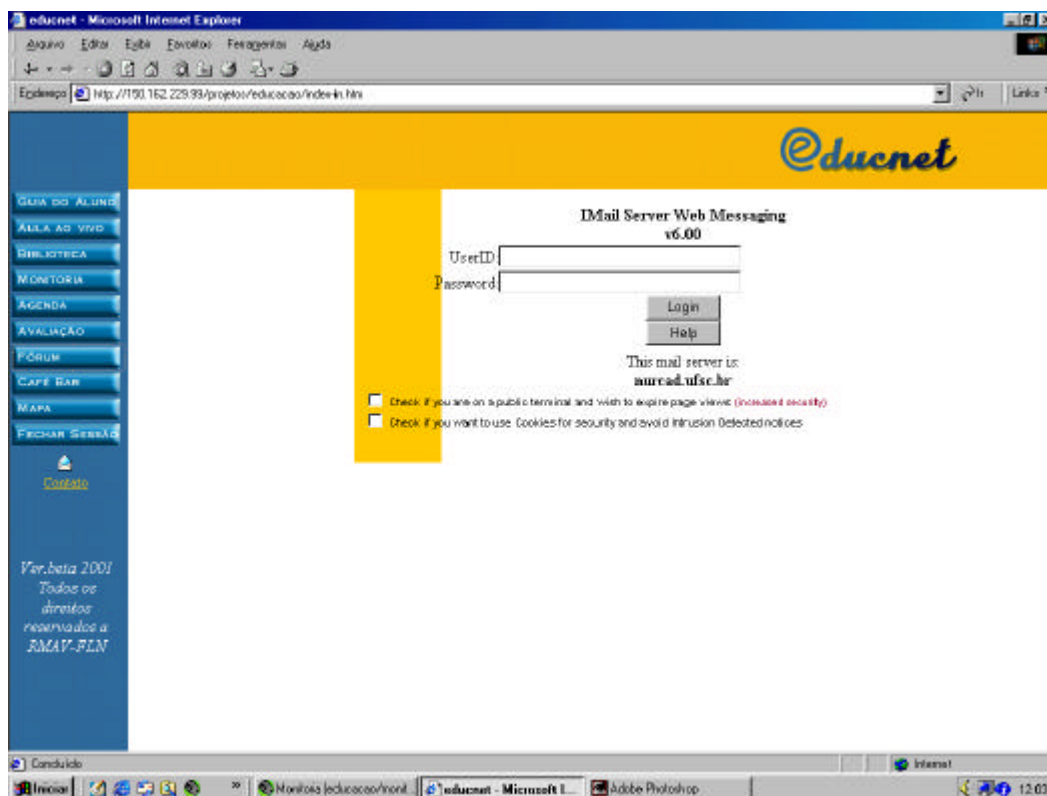 educnet - Microsoft Internet Explorer
Arquivo Editar Exibir Favoritos Ferramentas Ajuda
Endereço http://150.162.229.99/projetos/educacao/index-in.htm Ir Links
educnet
GUIA DO ALUNO
AULA AO VIVO
BIBLIOTECA
MONITORIA
AGENDA
AVALIAÇÃO
FÓRUM
CAFÉ BAR
MAPA
FECHAR SESSÃO
Contato
Ver.beta 2001
Todos os
direitos
reservados a
RMAV-FLN
IMail Server Web Messaging
v6.00
UserID:
Password:
Login
Help
This mail server is:
nurcad.ufsc.br
Check if you are on a public terminal and wish to expire page views (increased security)
Check if you want to use Cookies for security and avoid Intrusion Detected notices
Concluído Internet
Iniciar » Monitoria educnet - Microsoft I... Adobe Photoshop